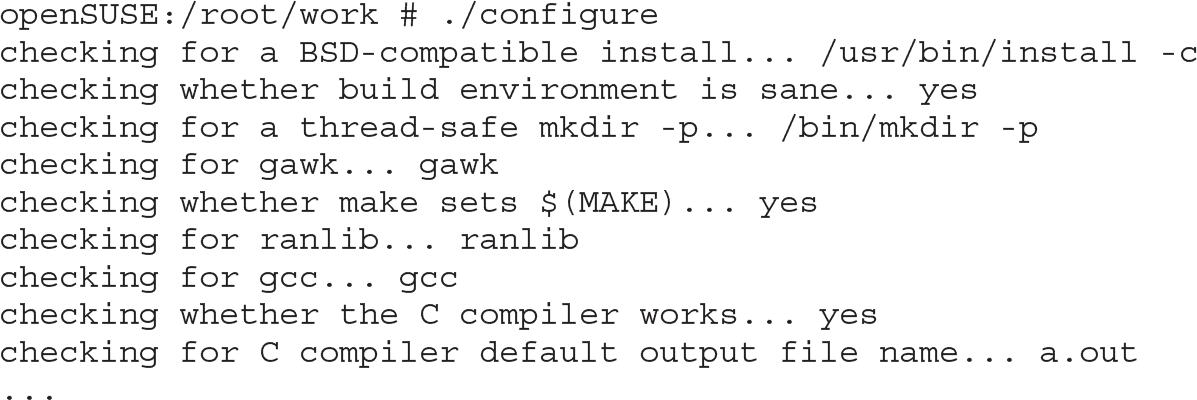 openSUSE:/root/work # ./configure
checking for a BSD-compatible install... /usr/bin/install -c
checking whether build environment is sane... yes
checking for a thread-safe mkdir -p... /bin/mkdir -p
checking for gawk... gawk
checking whether make sets $(MAKE)... yes
checking for ranlib... ranlib
checking for gcc... gcc
checking whether the C compiler works... yes
checking for C compiler default output file name... a.out
...